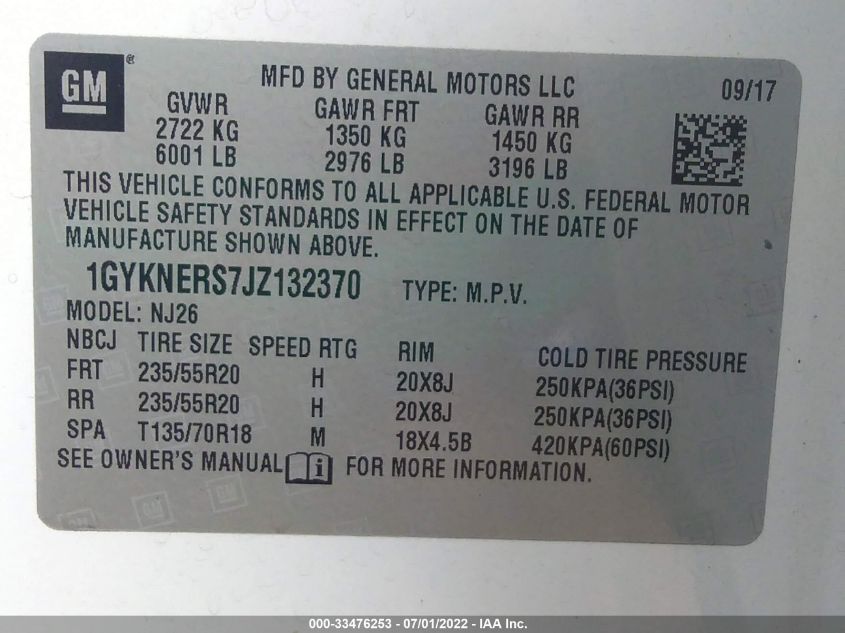 GM®
MFD BY GENERAL MOTORS LLC 09/17
GVWR GAWR FRT GAWR RR
2722 KG 1350 KG 1450 KG
6001 LB 2976 LB 3196 LB
THIS VEHICLE CONFORMS TO ALL APPLICABLE U.S. FEDERAL MOTOR
VEHICLE SAFETY STANDARDS IN EFFECT ON THE DATE OF
MANUFACTURE SHOWN ABOVE.
1GYKNERS7JZ132370 TYPE: M.P.V.
MODEL: NJ26
NBCJ TIRE SIZE SPEED RTG RIM COLD TIRE PRESSURE
FRT 235/55R20 H 20X8J 250KPA(36PSI)
RR 235/55R20 H 20X8J 250KPA(36PSI)
SPA T135/70R18 M 18X4.5B 420KPA(60PSI)
SEE OWNER'S MANUAL i FOR MORE INFORMATION.
000-33476253 - 07/01/2022 - IAA Inc.